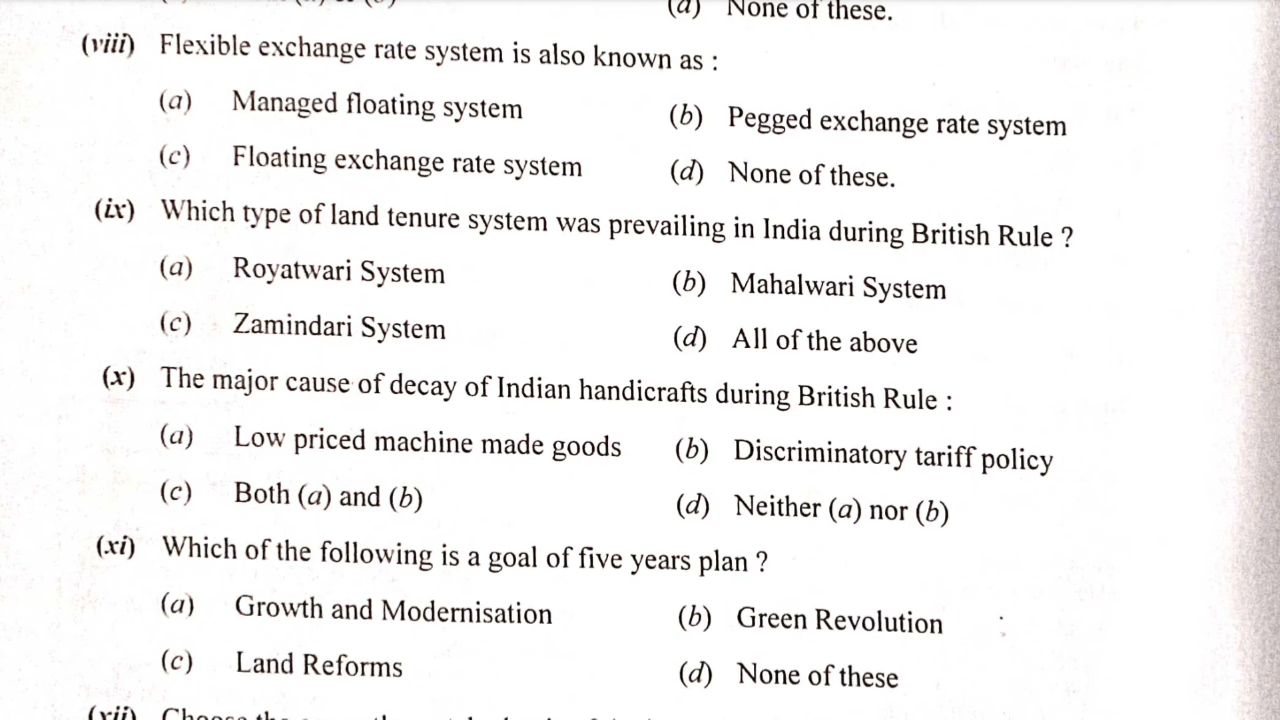 (d) None of these.
(viii) Flexible exchange rate system is also known as :
(a) Managed floating system (b) Pegged exchange rate system
(c) Floating exchange rate system (d) None of these.
(ix) Which type of land tenure system was prevailing in India during British Rule ?
(a) Royatwari System (b) Mahalwari System
(c) Zamindari System (d) All of the above
(x) The major cause of decay of Indian handicrafts during British Rule :
(a) Low priced machine made goods (b) Discriminatory tariff policy
(c) Both (a) and (b) (d) Neither (a) nor (b)
(xi) Which of the following is a goal of five years plan ?
(a) Growth and Modernisation (b) Green Revolution
(c) Land Reforms (d) None of these
(xii) Choose the